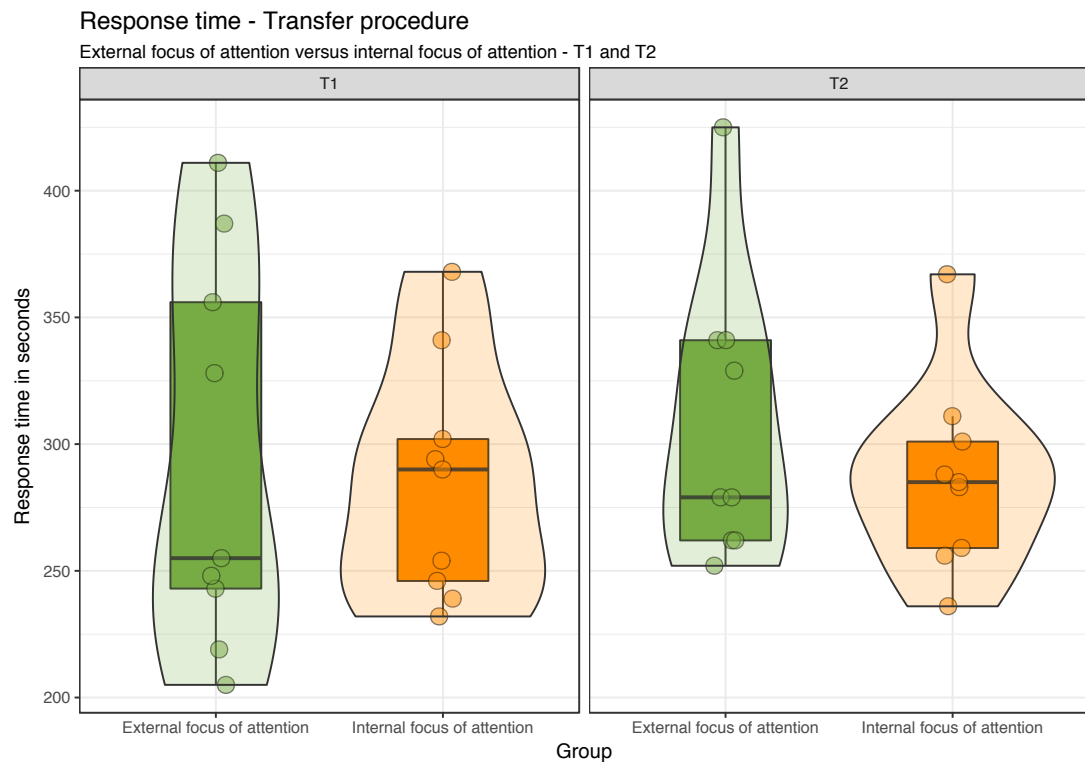 Response time - Transfer procedure
External focus of attention versus internal focus of attention - T1 and T2
T1
T2
Response time in seconds
400
350
300
250
200
External focus of attention
Internal focus of attention
External focus of attention
Internal focus of attention
Group